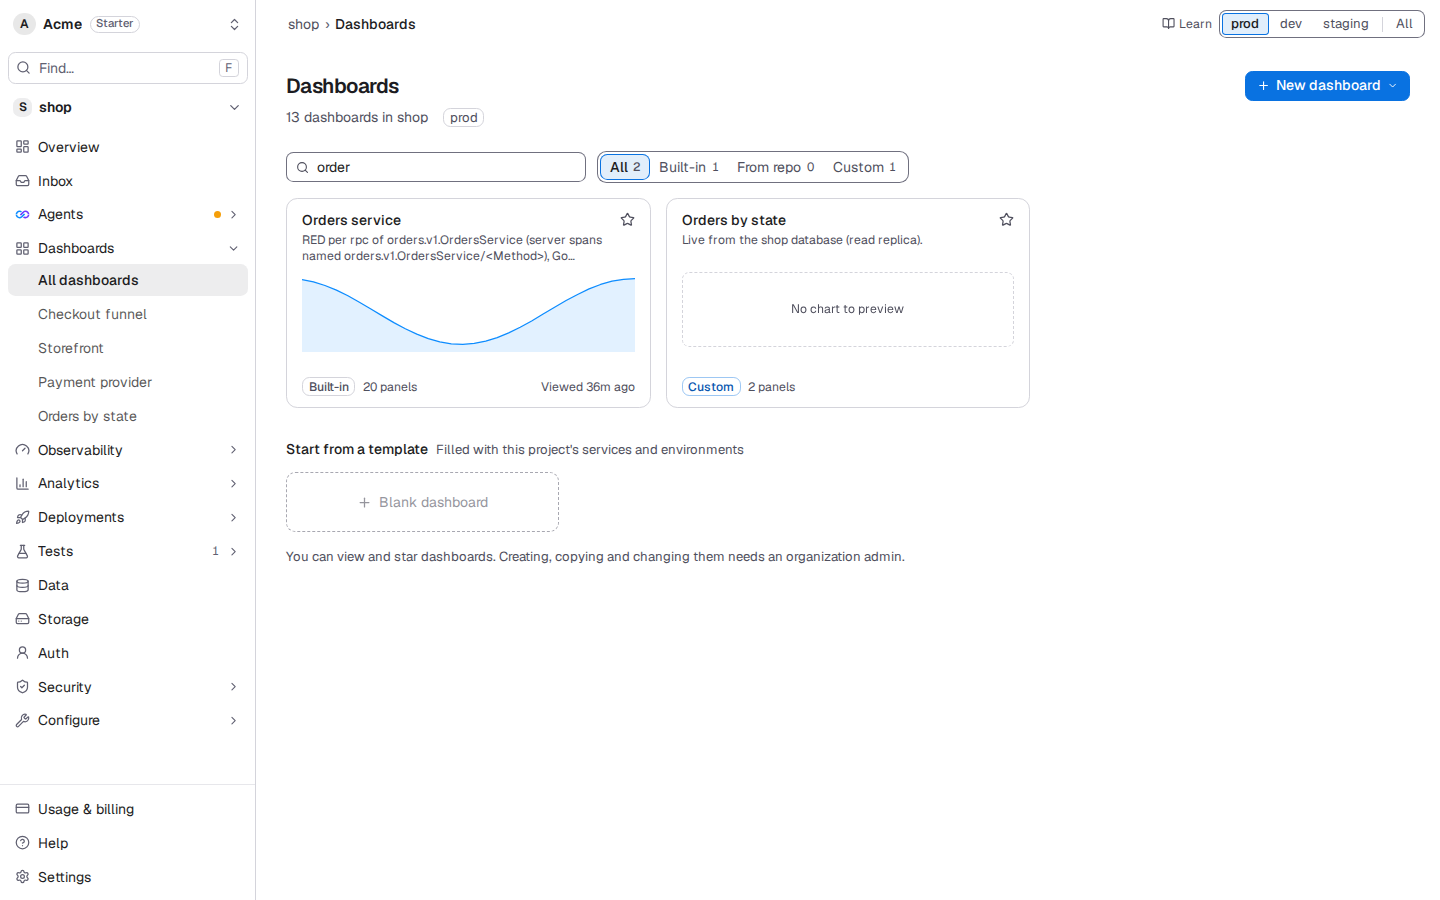 A Acme Starter
Find... F
S shop
Overview
Inbox
Agents
Dashboards
All dashboards
Checkout funnel
Storefront
Payment provider
Orders by state
Observability
Analytics
Deployments
Tests 1
Data
Storage
Auth
Security
Configure
Usage & billing
Help
Settings
shop › Dashboards
Learn prod dev staging All
Dashboards
+ New dashboard
13 dashboards in shop prod
order
All 2 Built-in 1 From repo 0 Custom 1
Orders service
RED per rpc of orders.v1.OrdersService (server spans
named orders.v1.OrdersService/<Method>), Go...
Built-in 20 panels Viewed 36m ago
Orders by state
Live from the shop database (read replica).
No chart to preview
Custom 2 panels
Start from a template Filled with this project's services and environments
+ Blank dashboard
You can view and star dashboards. Creating, copying and changing them needs an organization admin.